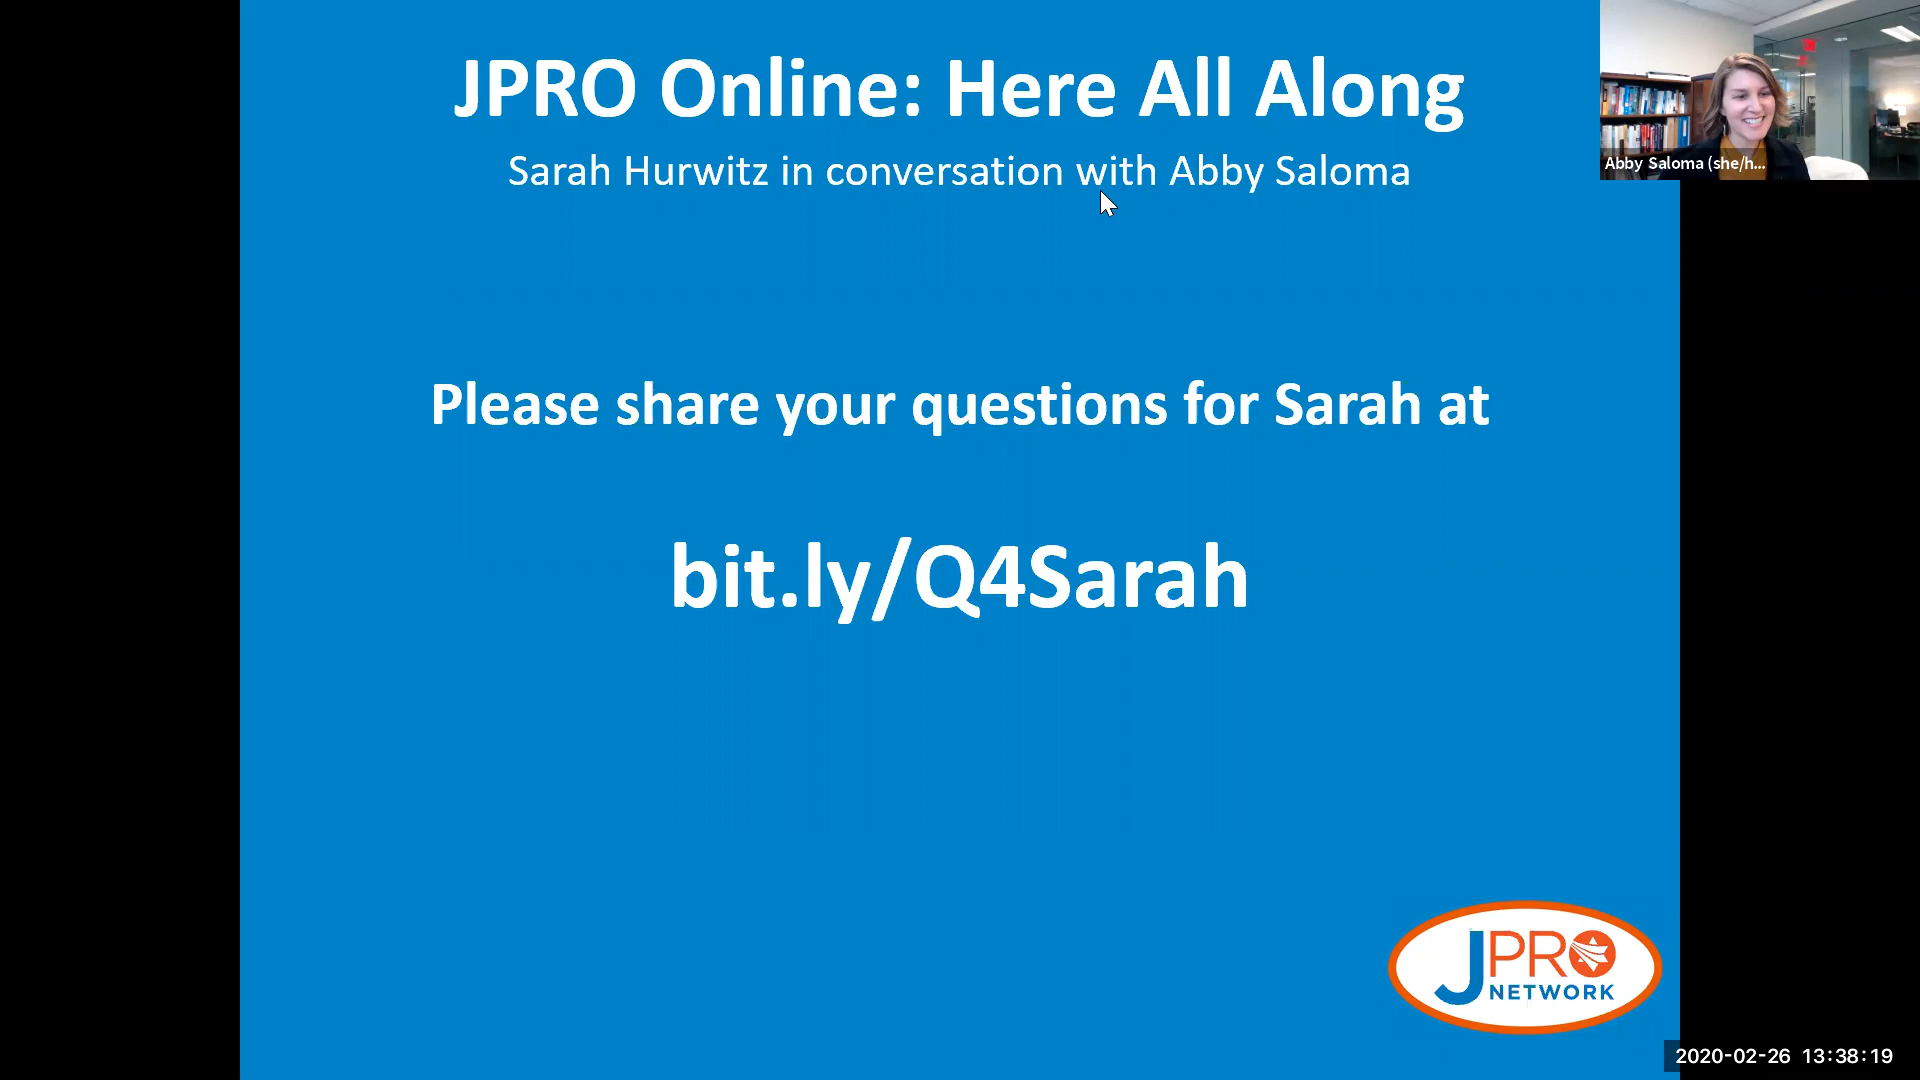 JPRO Online: Here All Along
Sarah Hurwitz in conversation with Abby Saloma
Abby Saloma (she/h...
Please share your questions for Sarah at
bit.ly/Q4Sarah
JPRO
NETWORK
2020-02-26 13:38:19